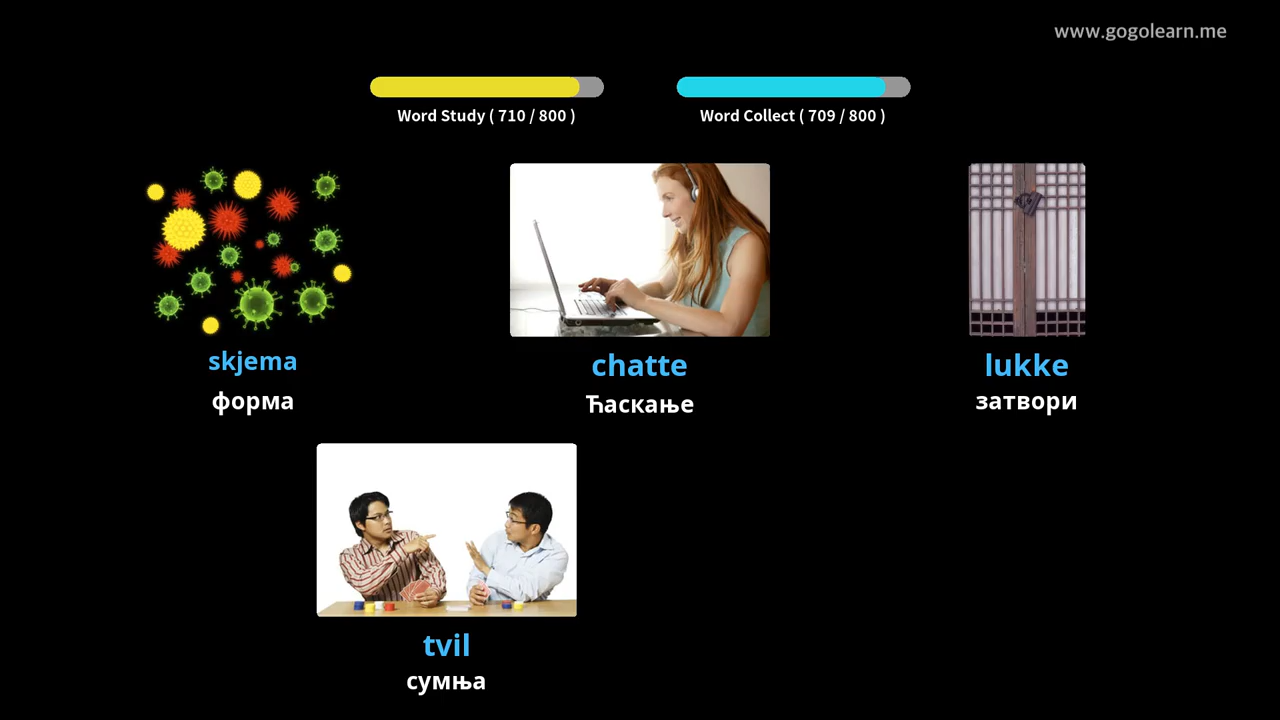 www.gogolearn.me
Word Study ( 710 / 800 )
Word Collect ( 709 / 800 )
skjema
chatte
lukke
форма
Ћаскање
затвори
tvil
сумња